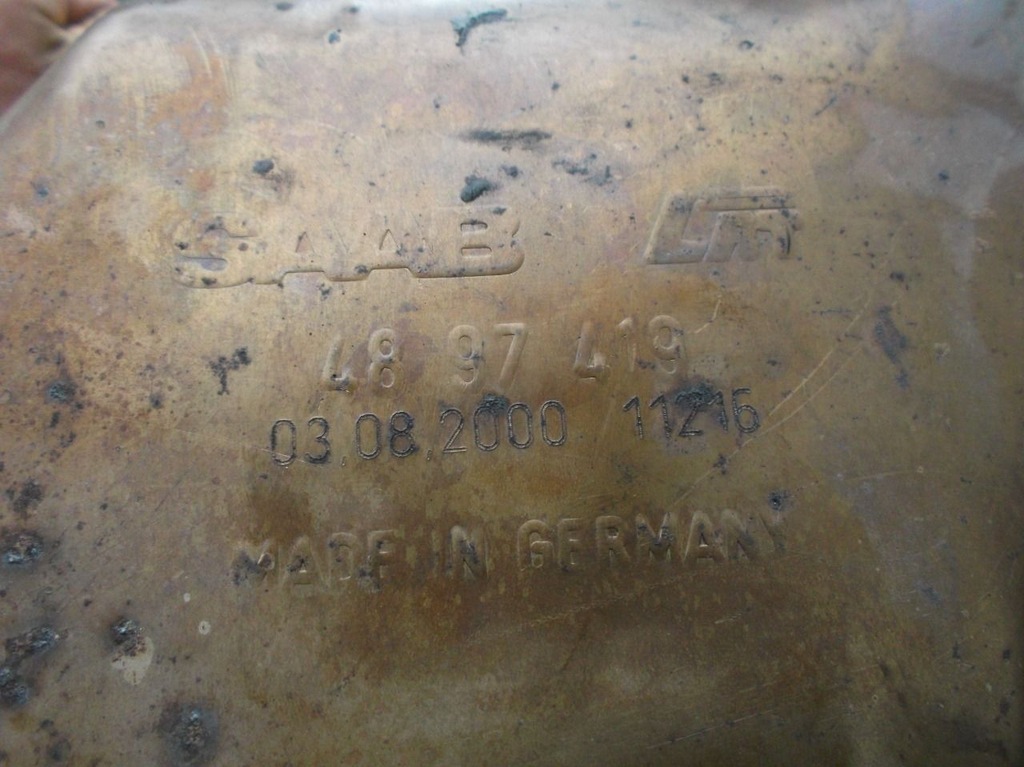 SAAB
48 97 419
03.08.2000 11216
MADE IN GERMANY